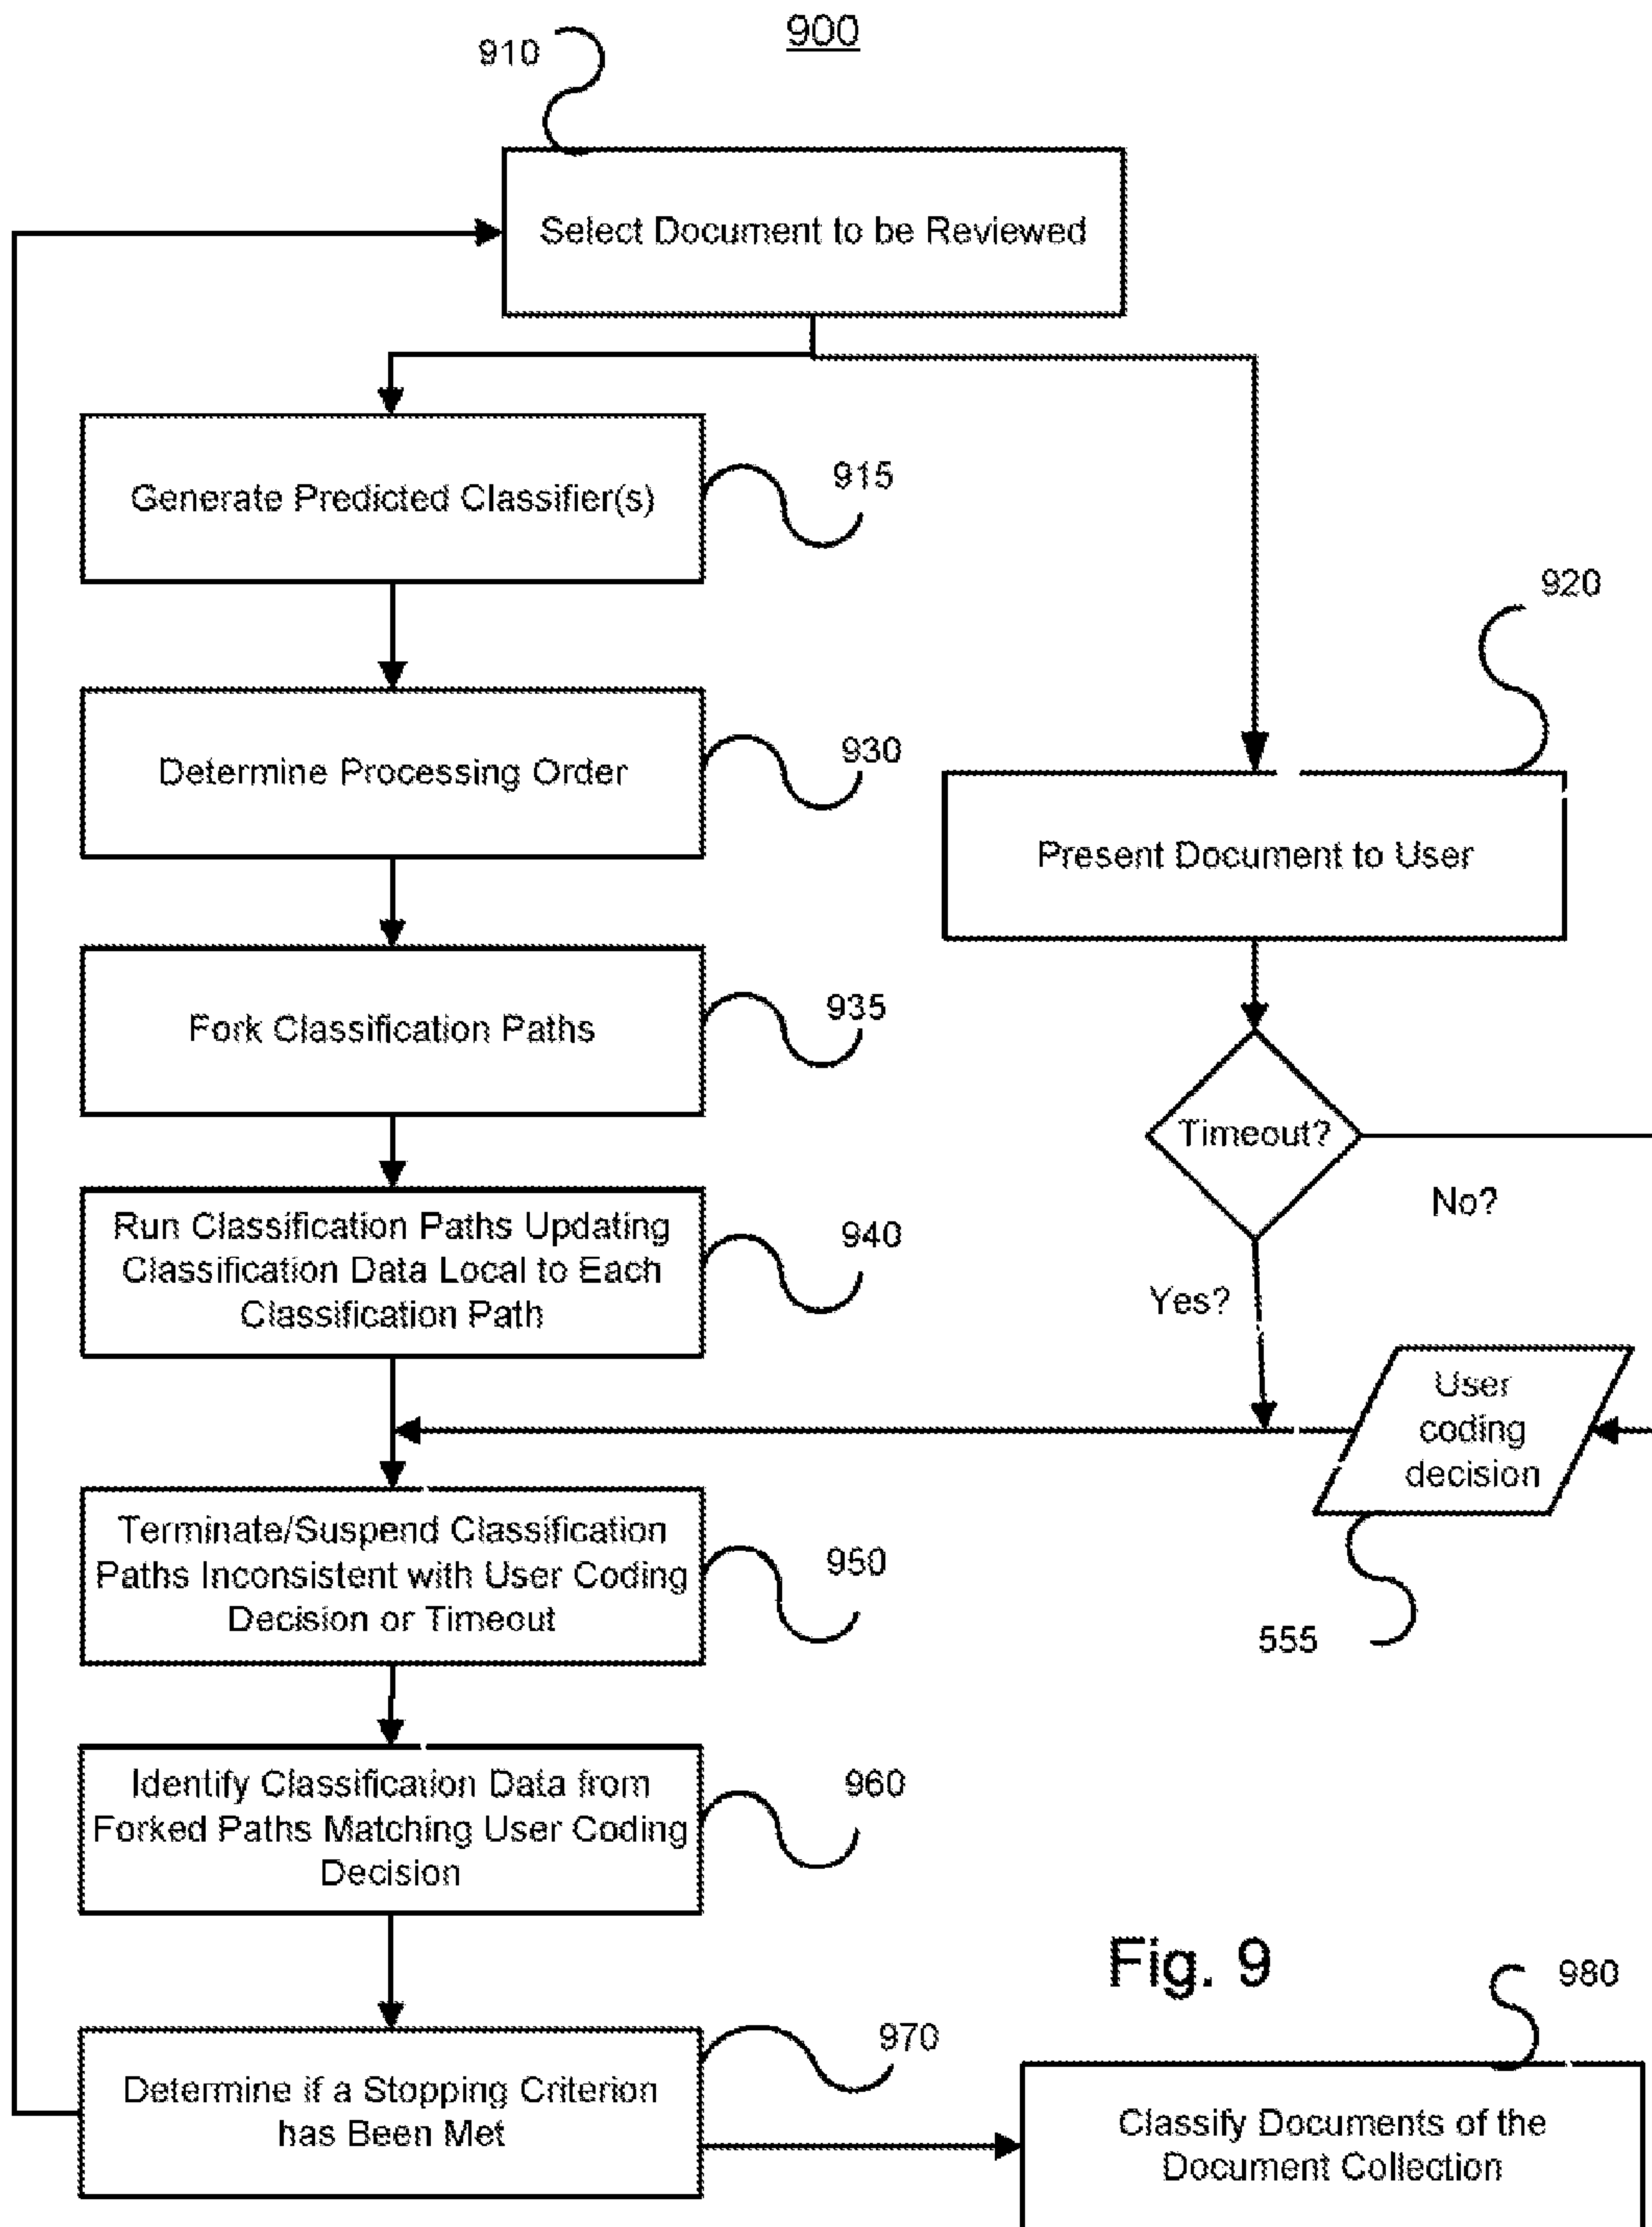 900
910
Select Document to be Reviewed
Generate Predicted Classifier(s)
915
920
Determine Processing Order
930
Present Document to User
Fork Classification Paths
935
Timeout?
No?
Yes?
Run Classification Paths Updating
Classification Data Local to Each
Classification Path
940
User
coding
decision
555
Terminate/Suspend Classification
Paths Inconsistent with User Coding
Decision or Timeout
950
Identify Classification Data from
Forked Paths Matching User Coding
Decision
960
Fig. 9
Determine if a Stopping Criterion
has Been Met
970
980
Classify Documents of the
Document Collection